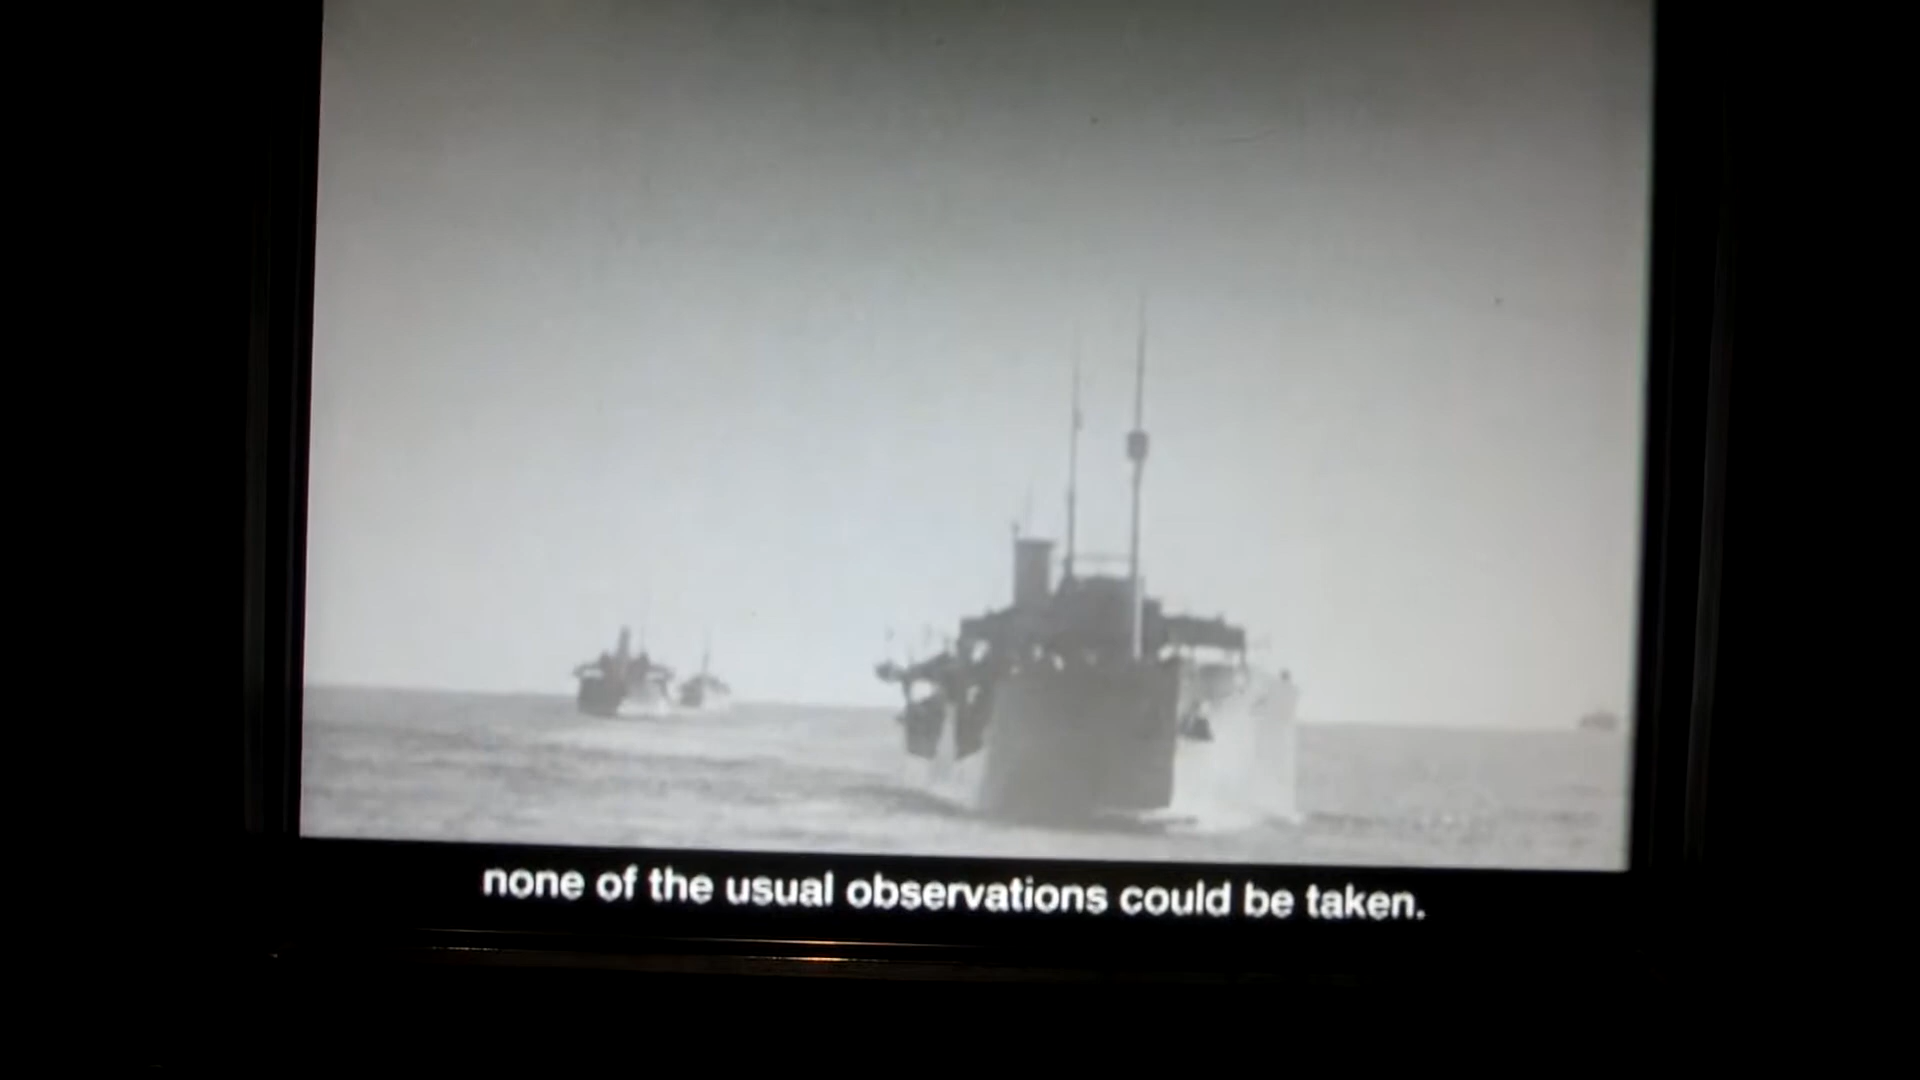 none of the usual observations could be taken.